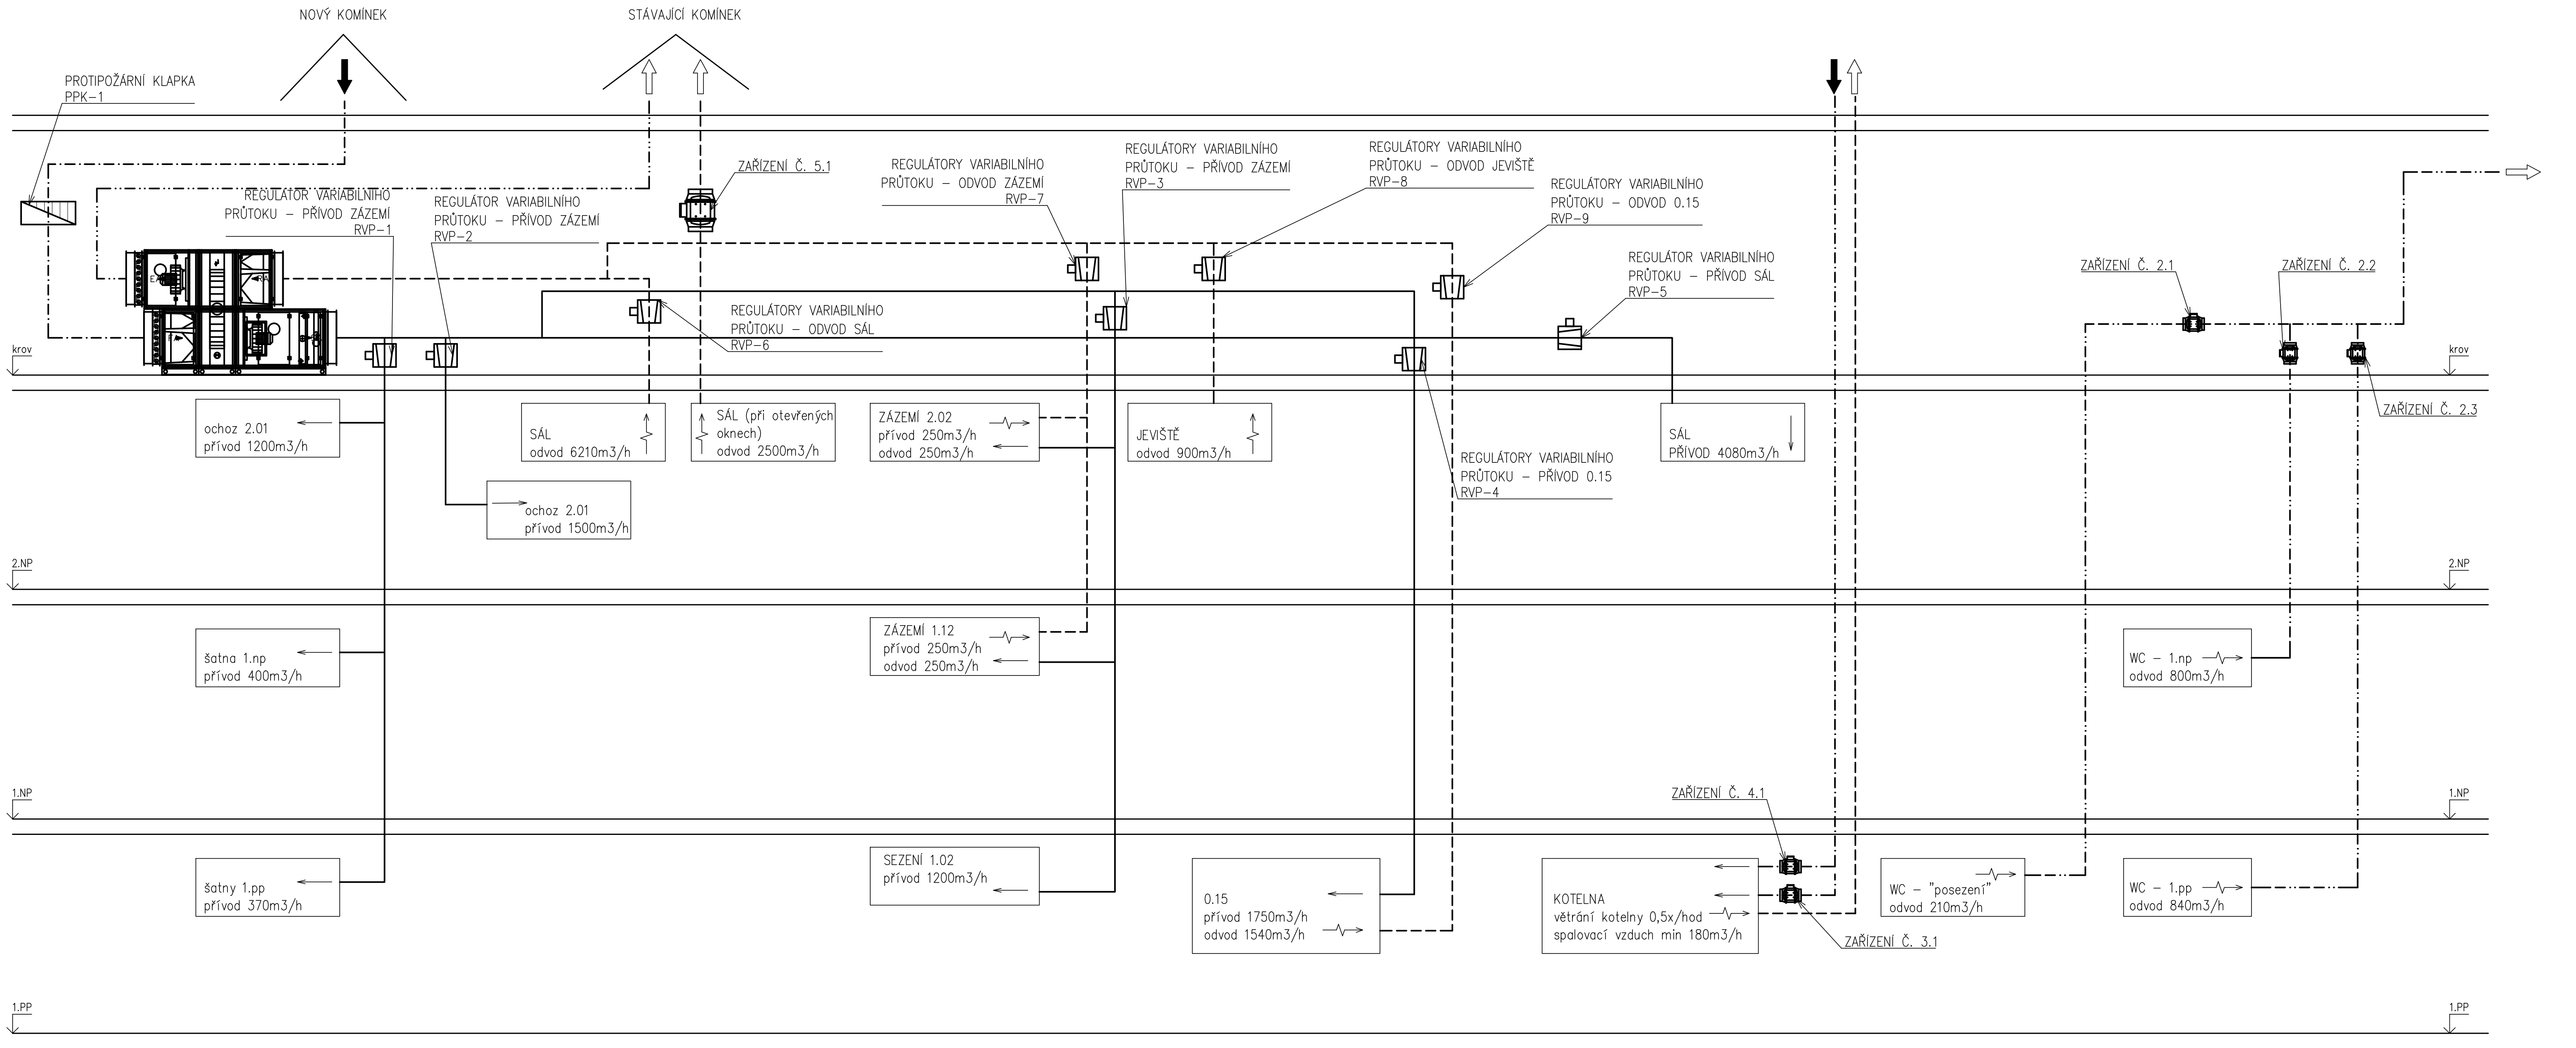 NOVÝ KOMÍNEK
STÁVAJÍCÍ KOMÍNEK
PROTIPOŽÁRNÍ KLAPKA
PPK-1
REGULÁTOR VARIABILNÍHO
PRŮTOKU - PŘÍVOD ZÁZEMÍ
RVP-1
REGULÁTOR VARIABILNÍHO
PRŮTOKU - PŘÍVOD ZÁZEMÍ
RVP-2
ZAŘÍZENÍ Č. 5.1
REGULÁTORY VARIABILNÍHO
PRŮTOKU - ODVOD ZÁZEMÍ
RVP-7
REGULÁTORY VARIABILNÍHO
PRŮTOKU - PŘÍVOD ZÁZEMÍ
RVP-3
REGULÁTORY VARIABILNÍHO
PRŮTOKU - ODVOD JEVIŠTĚ
RVP-8
REGULÁTORY VARIABILNÍHO
PRŮTOKU - ODVOD 0.15
RVP-9
REGULÁTOR VARIABILNÍHO
PRŮTOKU - PŘÍVOD SÁL
RVP-5
ZAŘÍZENÍ Č. 2.1
ZAŘÍZENÍ Č. 2.2
REGULÁTORY VARIABILNÍHO
PRŮTOKU - ODVOD SÁL
RVP-6
krov
krov
ZAŘÍZENÍ Č. 2.3
ochoz 2.01
přívod 1200m3/h
SÁL
odvod 6210m3/h
SÁL (při otevřených
oknech)
odvod 2500m3/h
ZÁZEMÍ 2.02
přívod 250m3/h
odvod 250m3/h
JEVIŠTĚ
odvod 900m3/h
SÁL
PŘÍVOD 4080m3/h
REGULÁTORY VARIABILNÍHO
PRŮTOKU - PŘÍVOD 0.15
RVP-4
ochoz 2.01
přívod 1500m3/h
2.NP
2.NP
šatna 1.np
přívod 400m3/h
ZÁZEMÍ 1.12
přívod 250m3/h
odvod 250m3/h
WC - 1.np
odvod 800m3/h
1.NP
ZAŘÍZENÍ Č. 4.1
1.NP
šatny 1.pp
přívod 370m3/h
SEZENÍ 1.02
přívod 1200m3/h
0.15
přívod 1750m3/h
odvod 1540m3/h
KOTELNA
větrání kotelny 0,5x/hod
spalovací vzduch min 180m3/h
ZAŘÍZENÍ Č. 3.1
WC - "posezení"
odvod 210m3/h
WC - 1.pp
odvod 840m3/h
1.PP
1.PP